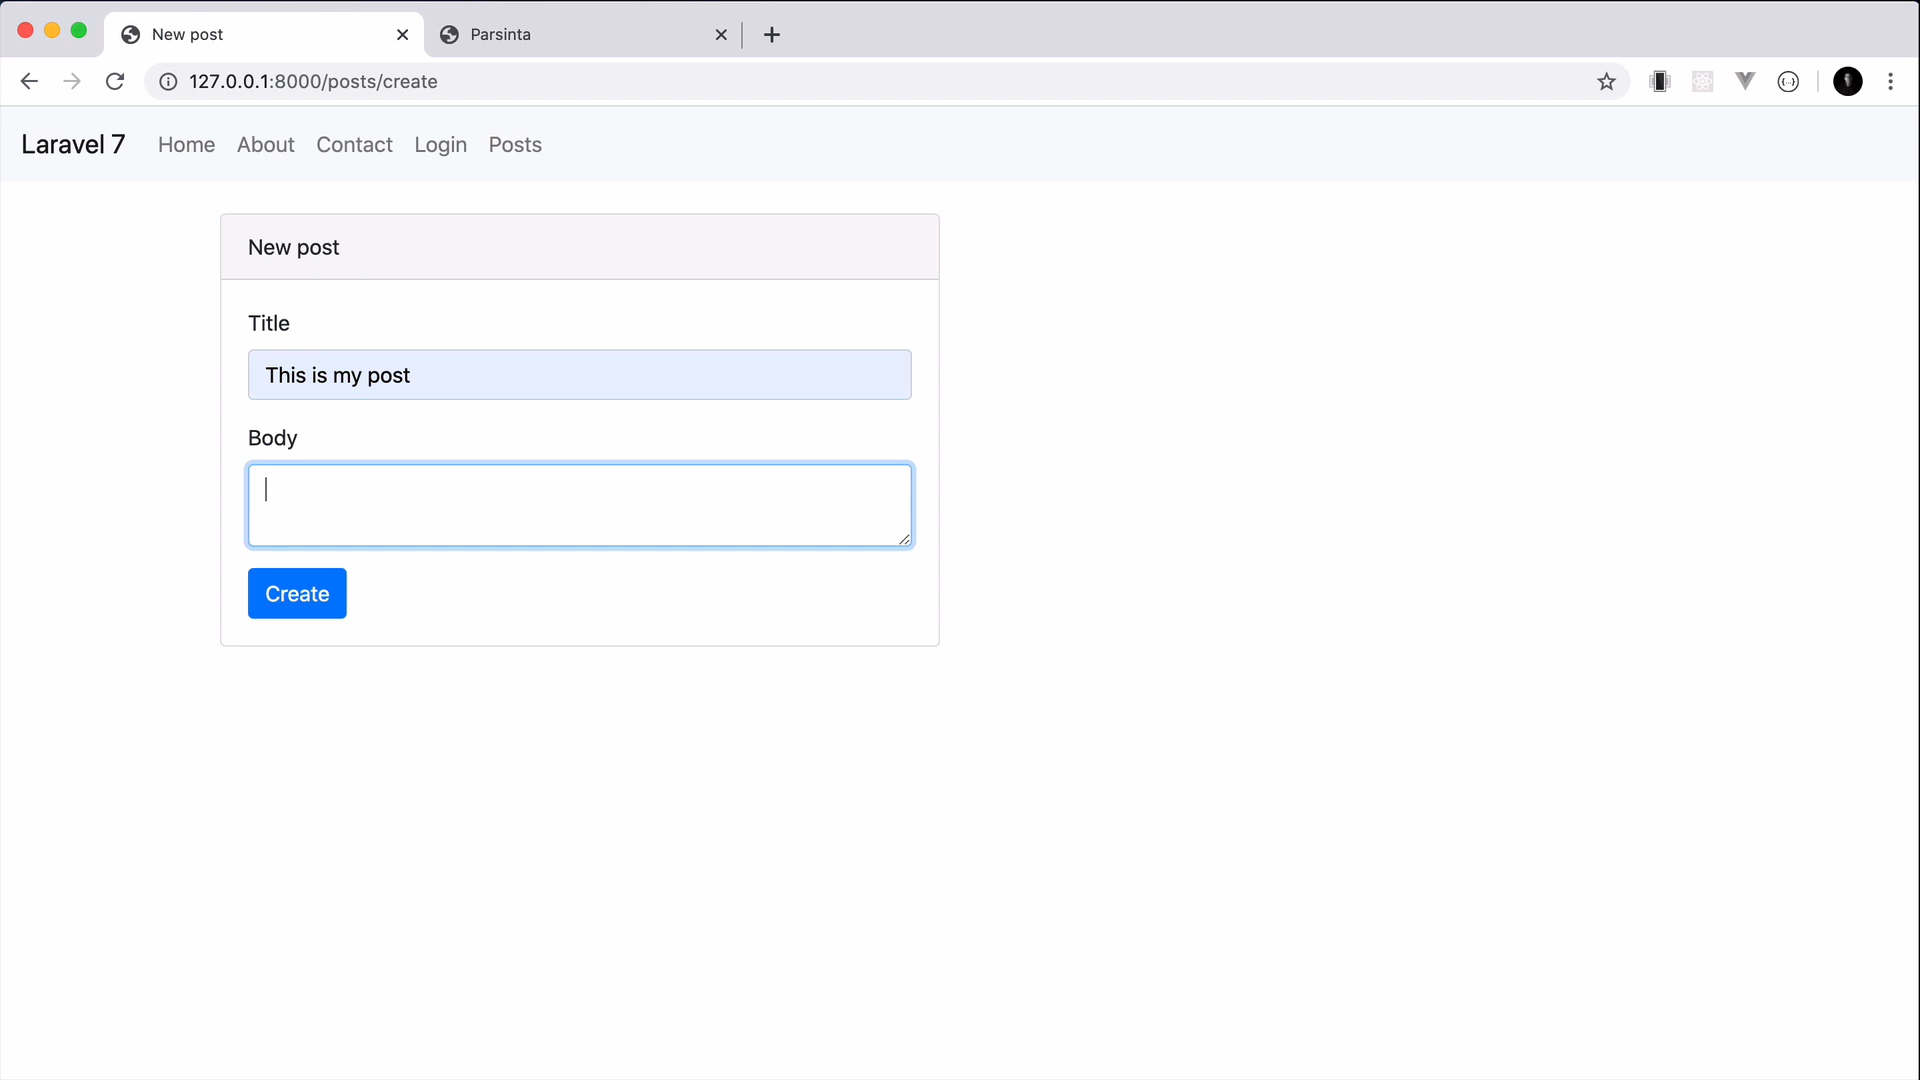 New post
Parsinta
127.0.0.1:8000/posts/create
Laravel 7 Home About Contact Login Posts
New post
Title
This is my post
Body
Create